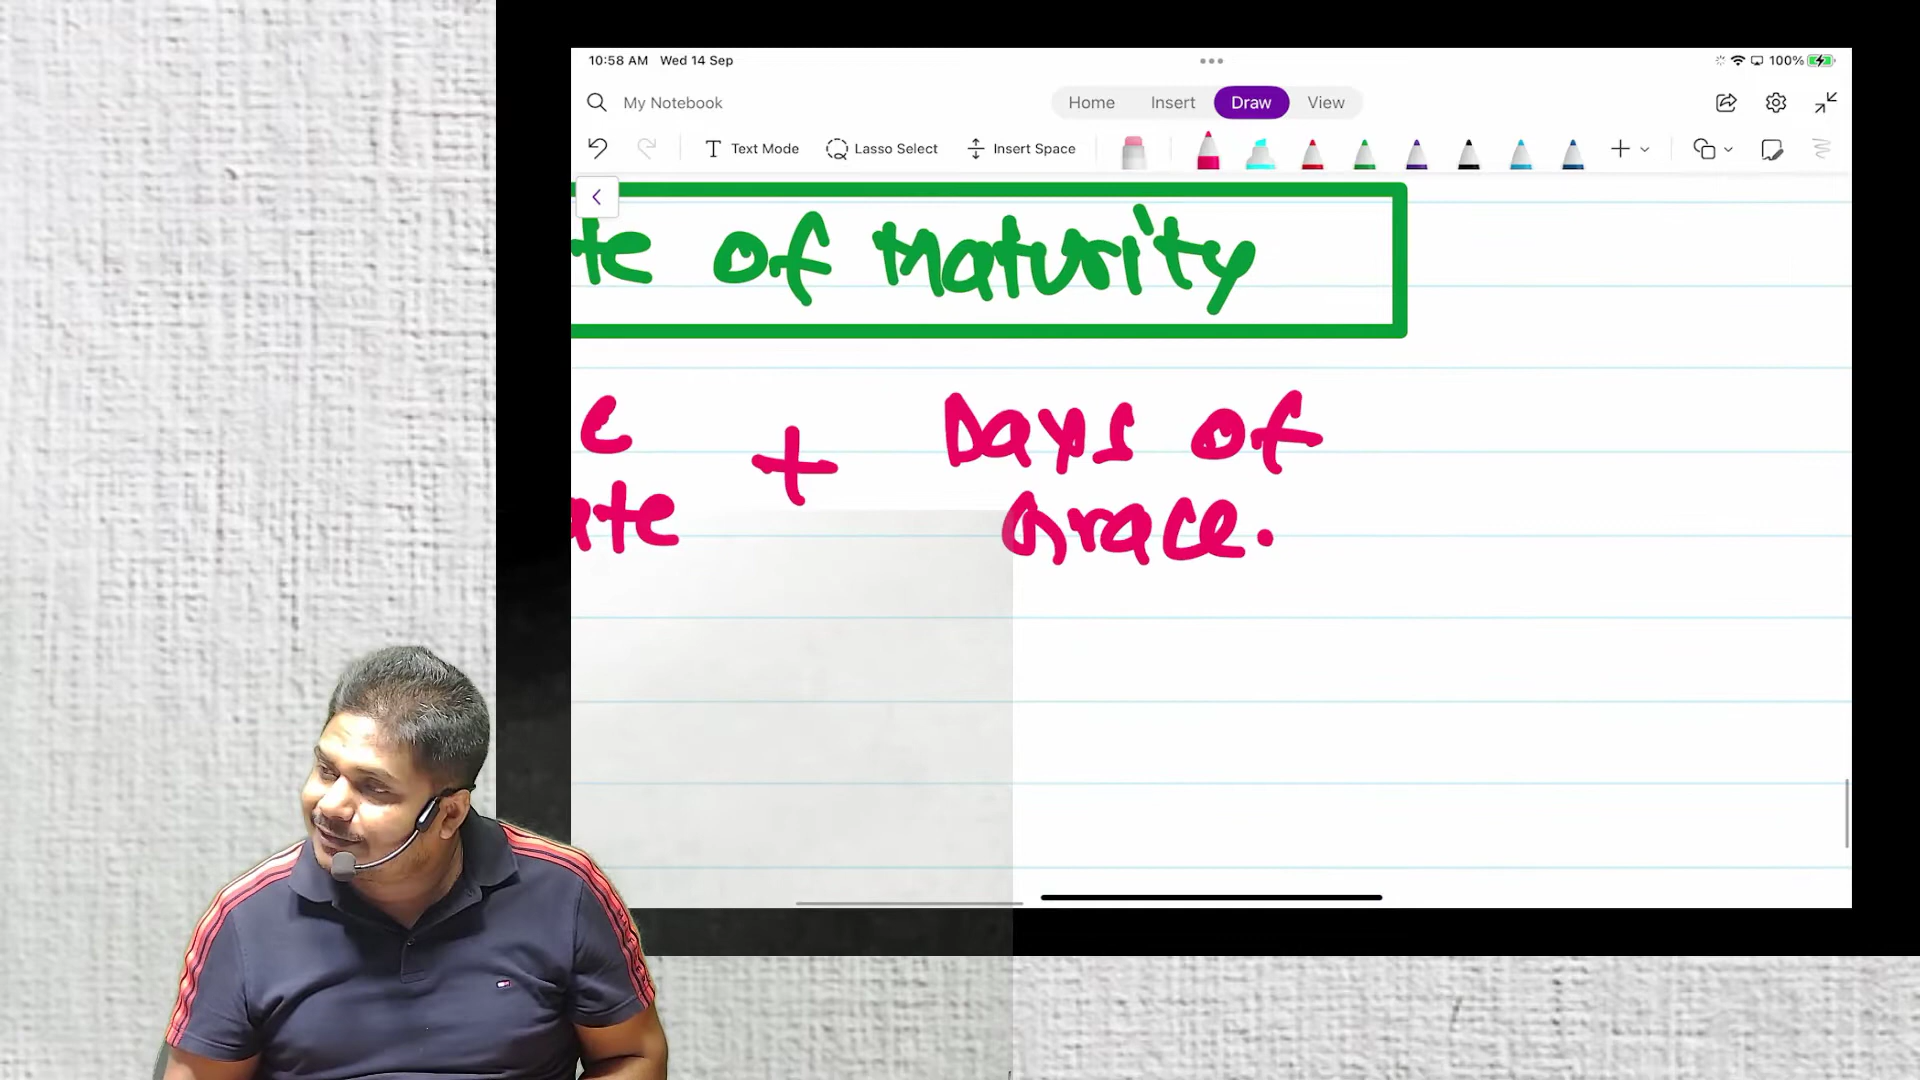 10:58 AM Wed 14 Sep
100%
My Notebook
Home Insert Draw View
Text Mode Lasso Select Insert Space
te of maturity
e + Days of
ate Grace.